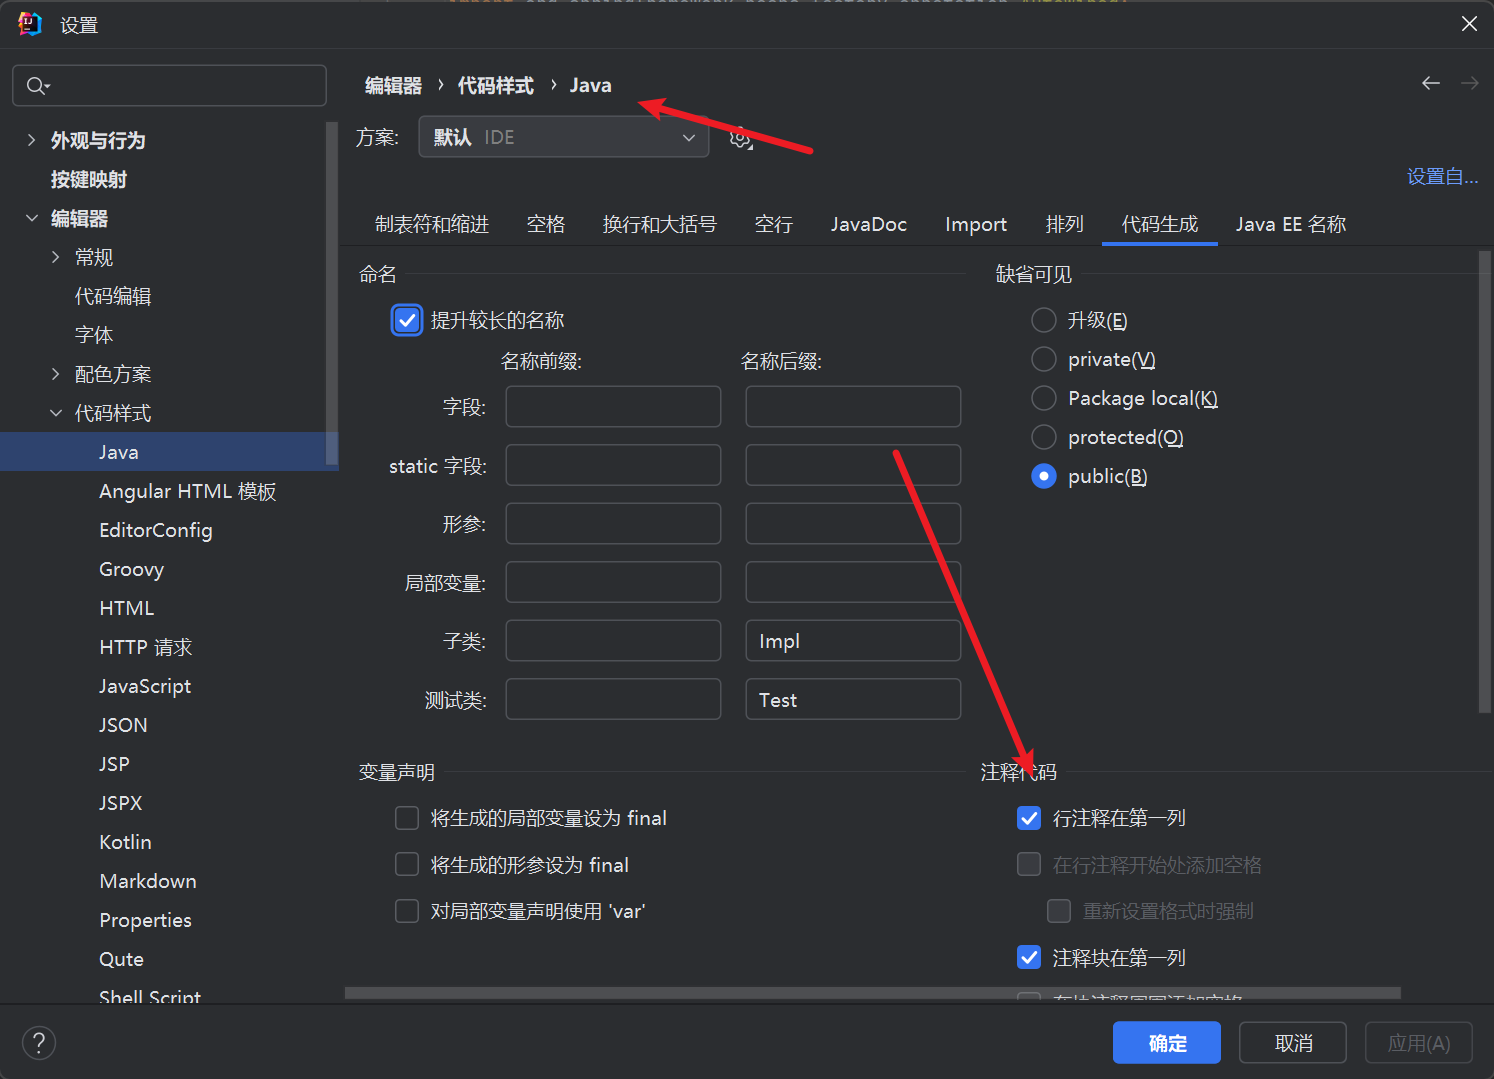 设置
编辑器 › 代码样式 › Java
方案: 默认 IDE
设置自...
外观与行为
按键映射
编辑器
常规
代码编辑
字体
配色方案
代码样式
Java
Angular HTML 模板
EditorConfig
Groovy
HTML
HTTP 请求
JavaScript
JSON
JSP
JSPX
Kotlin
Markdown
Properties
Qute
Shell Script
制表符和缩进 空格 换行和大括号 空行 JavaDoc Import 排列 代码生成 Java EE 名称
命名
提升较长的名称
名称前缀: 名称后缀:
字段:
static 字段:
形参:
局部变量:
子类: Impl
测试类: Test
缺省可见
升级(E)
private(V)
Package local(K)
protected(O)
public(B)
变量声明
将生成的局部变量设为 final
将生成的形参设为 final
对局部变量声明使用 'var'
注释代码
行注释在第一列
在行注释开始处添加空格
重新设置格式时强制
注释块在第一列
?
确定 取消 应用(A)